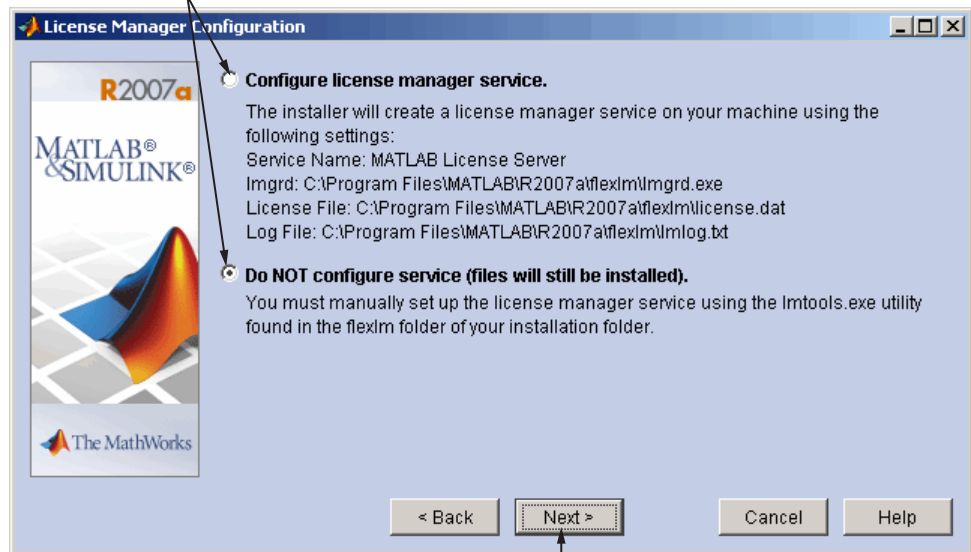 License Manager Configuration
R2007a
MATLAB®
&SIMULINK®
The MathWorks
Configure license manager service.
The installer will create a license manager service on your machine using the
following settings:
Service Name: MATLAB License Server
lmgrd: C:\Program Files\MATLAB\R2007a\flexlm\lmgrd.exe
License File: C:\Program Files\MATLAB\R2007a\flexlm\license.dat
Log File: C:\Program Files\MATLAB\R2007a\flexlm\lmlog.txt
Do NOT configure service (files will still be installed).
You must manually set up the license manager service using the lmtools.exe utility
found in the flexlm folder of your installation folder.
< Back
Next >
Cancel
Help